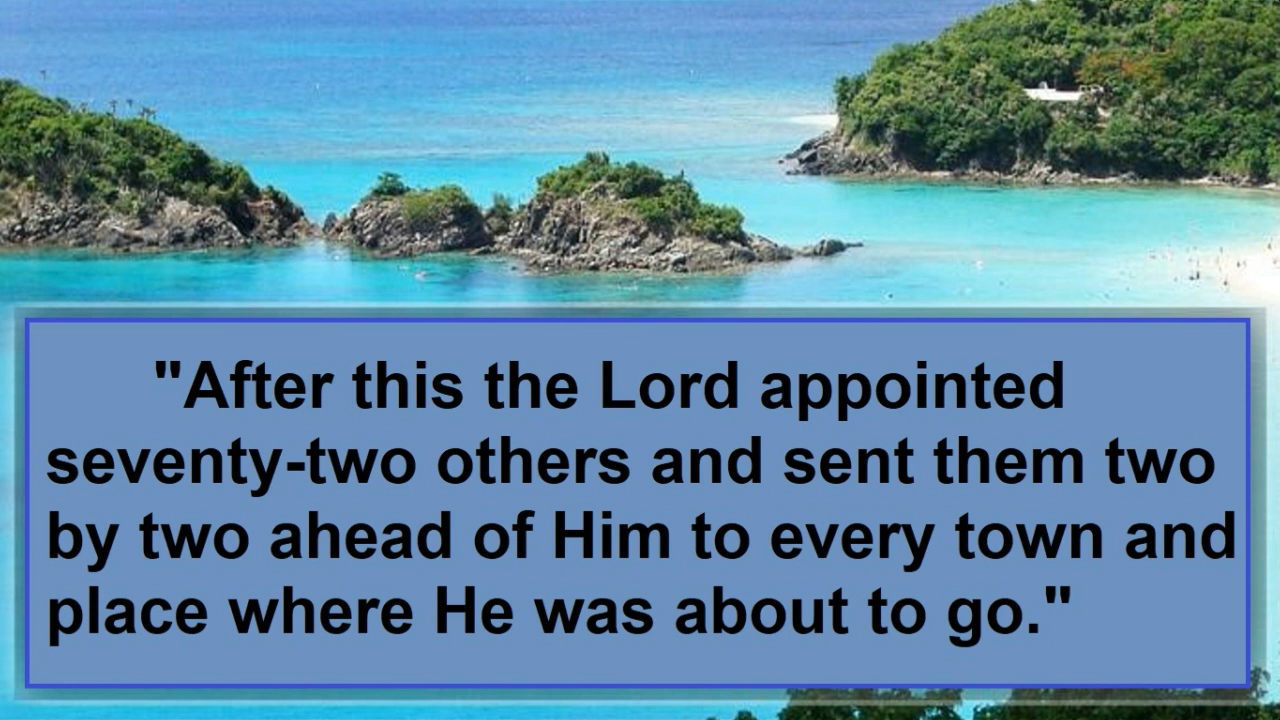 "After this the Lord appointed
seventy-two others and sent them two
by two ahead of Him to every town and
place where He was about to go."